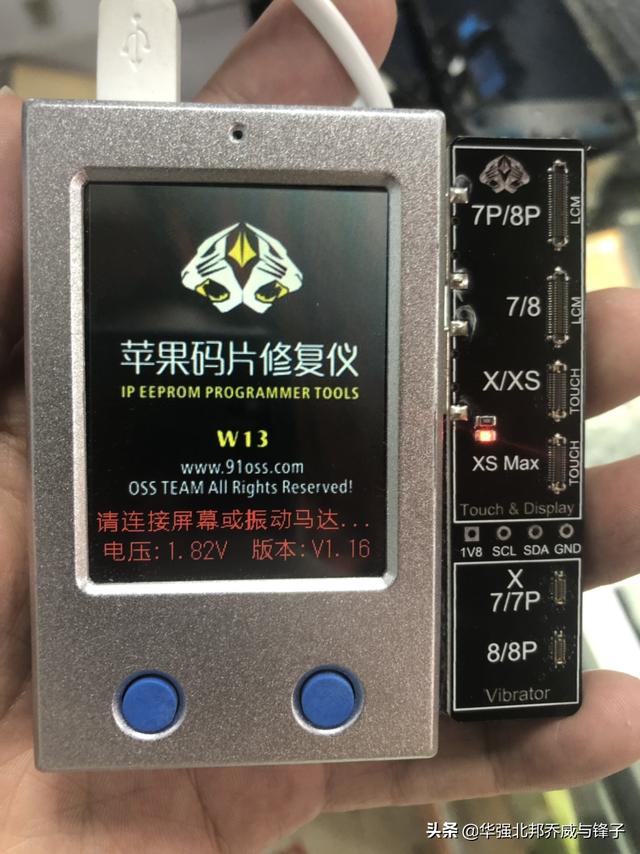 苹果码片修复仪
IP EEPROM PROGRAMMER TOOLS
W13
www.91oss.com
OSS TEAM All Rights Reserved!
请连接屏幕或振动马达...
电压:1.82V 版本:V1.16
7P/8P
LCM
7/8
LCM
X/XS
TOUCH
XS Max
TOUCH
Touch & Display
1V8 SCL SDA GND
X
7/7P
8/8P
Vibrator
头条 @华强北邦乔威与锋子